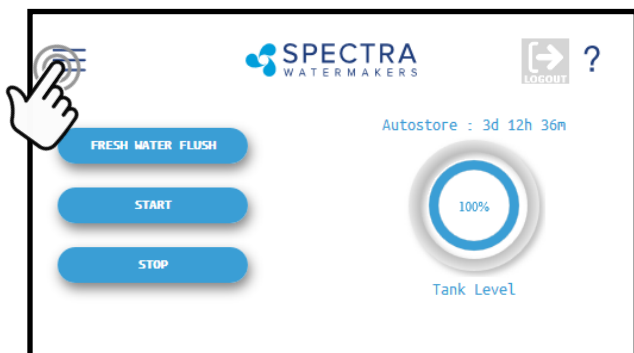 SPECTRA
WATERMAKERS
LOGOUT
?
Autostore : 3d 12h 36m
FRESH WATER FLUSH
START
100%
STOP
Tank Level